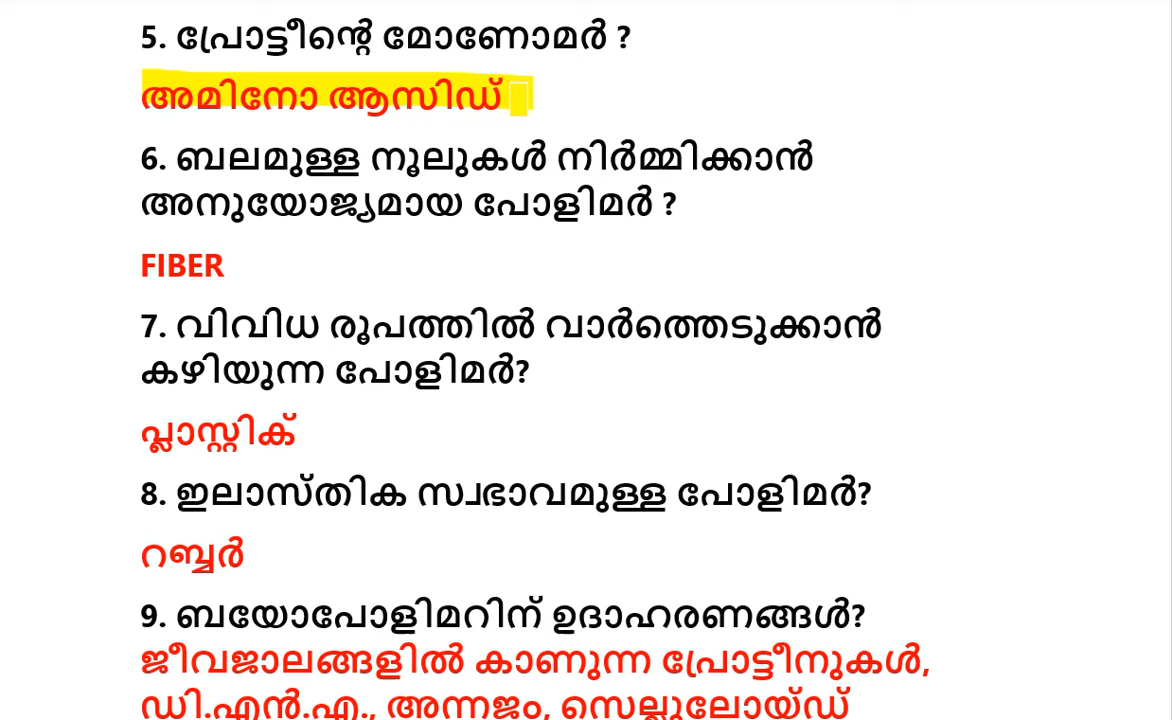 5. പ്രോട്ടീന്റെ മോണോമർ ?
അമിനോ ആസിഡ്
6. ബലമുള്ള നൂലുകൾ നിർമ്മിക്കാൻ
അനുയോജ്യമായ പോളിമർ ?
FIBER
7. വിവിധ രൂപത്തിൽ വാർത്തെടുക്കാൻ
കഴിയുന്ന പോളിമർ?
പ്ലാസ്റ്റിക്
8. ഇലാസ്തിക സ്വഭാവമുള്ള പോളിമർ?
റബ്ബർ
9. ബയോപോളിമറിന് ഉദാഹരണങ്ങൾ?
ജീവജാലങ്ങളിൽ കാണുന്ന പ്രോട്ടീനുകൾ,
ഡി.എൻ.എ., അന്നജം, സെല്ലുലോയ്ഡ്